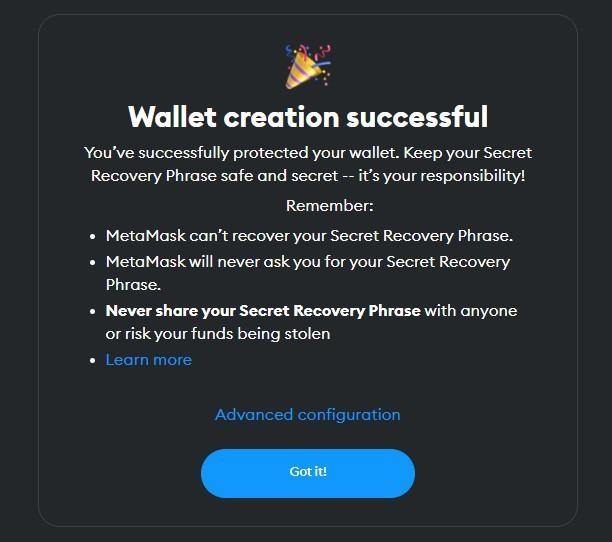 Wallet creation successful
You’ve successfully protected your wallet. Keep your Secret
Recovery Phrase safe and secret -- it’s your responsibility!
Remember:
• MetaMask can’t recover your Secret Recovery Phrase.
• MetaMask will never ask you for your Secret Recovery
Phrase.
• Never share your Secret Recovery Phrase with anyone
or risk your funds being stolen
• Learn more
Advanced configuration
Got it!